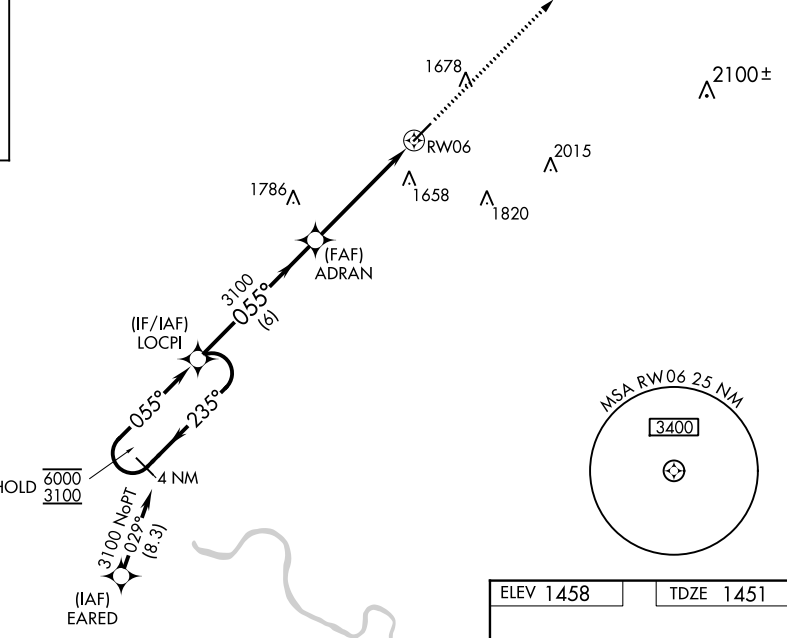 1678
2100±
RW06
2015
1786
1658
1820
(FAF)
ADRAN
3100
055°
(6)
(IF/IAF)
LOCPI
MSA RW06 25 NM
3400
055°
235°
HOLD 6000
3100
4 NM
3100 NoPT
029°
(8.3)
(IAF)
EARED
ELEV 1458
TDZE 1451